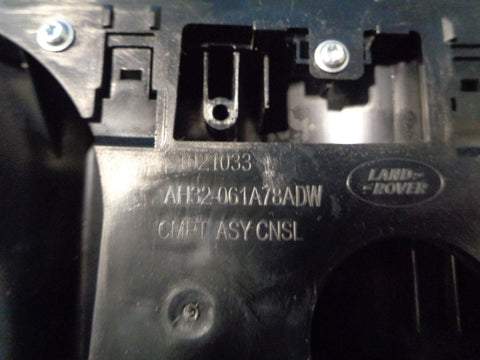 1021033
AH32-061A78ADW
CMPT ASY CNSL
LAND-
-ROVER